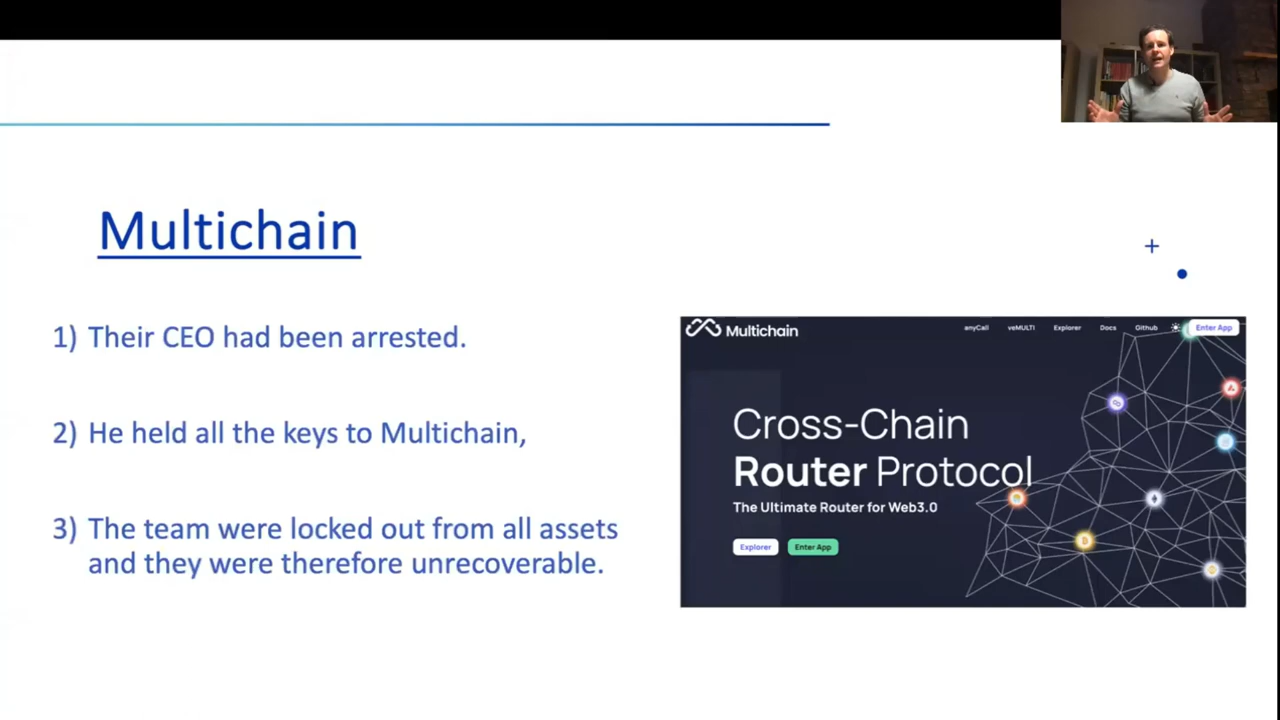 Multichain
1) Their CEO had been arrested.
2) He held all the keys to Multichain,
3) The team were locked out from all assets
and they were therefore unrecoverable.
Multichain
anyCall veMULTI Explorer Docs Github Enter App
Cross-Chain
Router Protocol
The Ultimate Router for Web3.0
Explorer Enter App